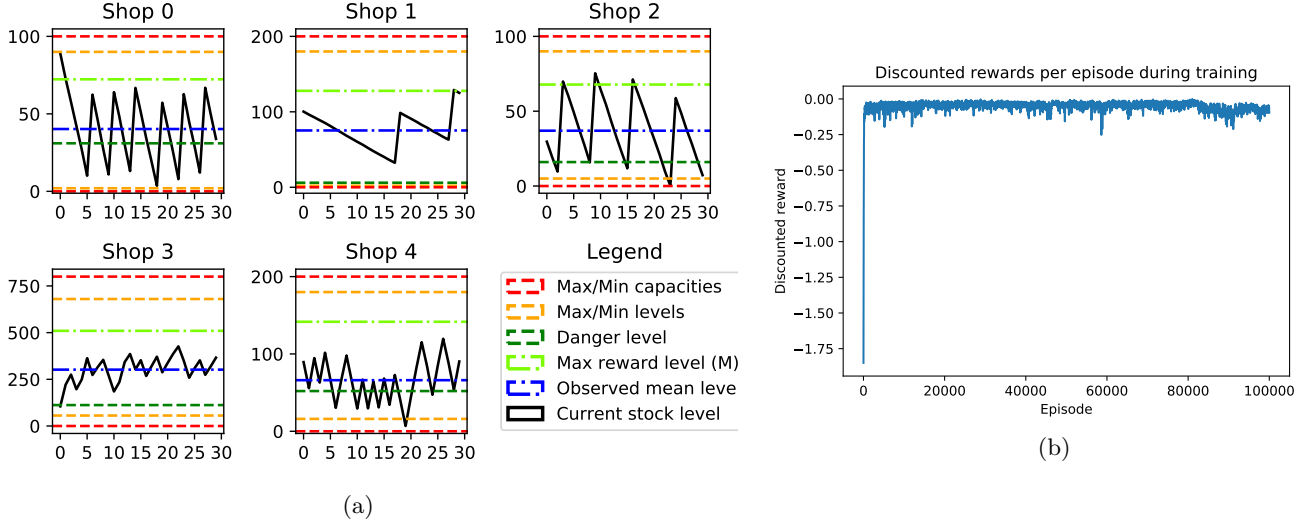 Shop 0
Shop 1
Shop 2
100
50
0
0 5 10 15 20 25 30
200
100
0
0 5 10 15 20 25 30
100
50
0
0 5 10 15 20 25 30
Shop 3
Shop 4
Legend
750
500
250
0
0 5 10 15 20 25 30
200
100
0
0 5 10 15 20 25 30
Max/Min capacities
Max/Min levels
Danger level
Max reward level (M)
Observed mean leve
Current stock level
(a)
Discounted rewards per episode during training
Discounted reward
0.00
−0.25
−0.50
−0.75
−1.00
−1.25
−1.50
−1.75
0 20000 40000 60000 80000 100000
Episode
(b)